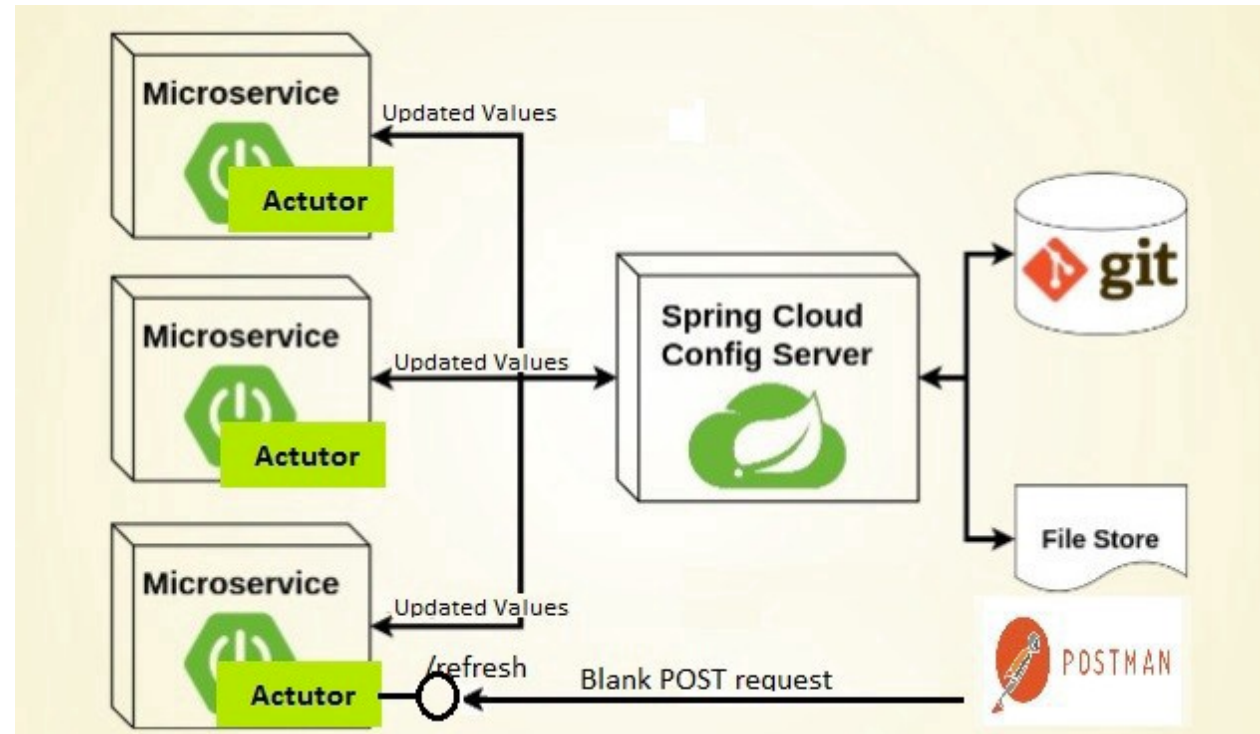 Microservice
Actutor
Updated Values
Microservice
Actutor
Updated Values
Microservice
Actutor
Updated Values
Spring Cloud
Config Server
git
File Store
/refresh
Blank POST request
POSTMAN